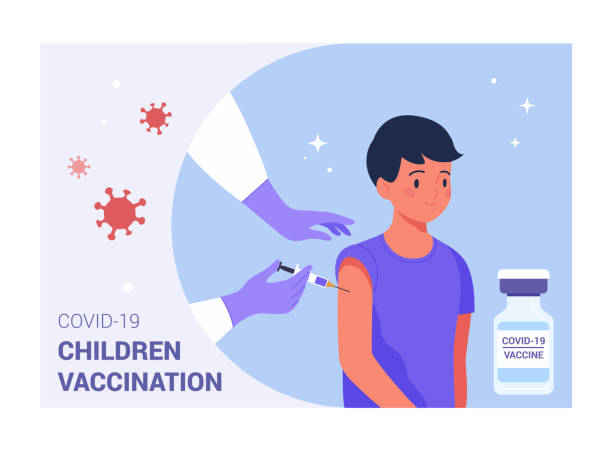 COVID-19
CHILDREN
VACCINATION
COVID-19
VACCINE